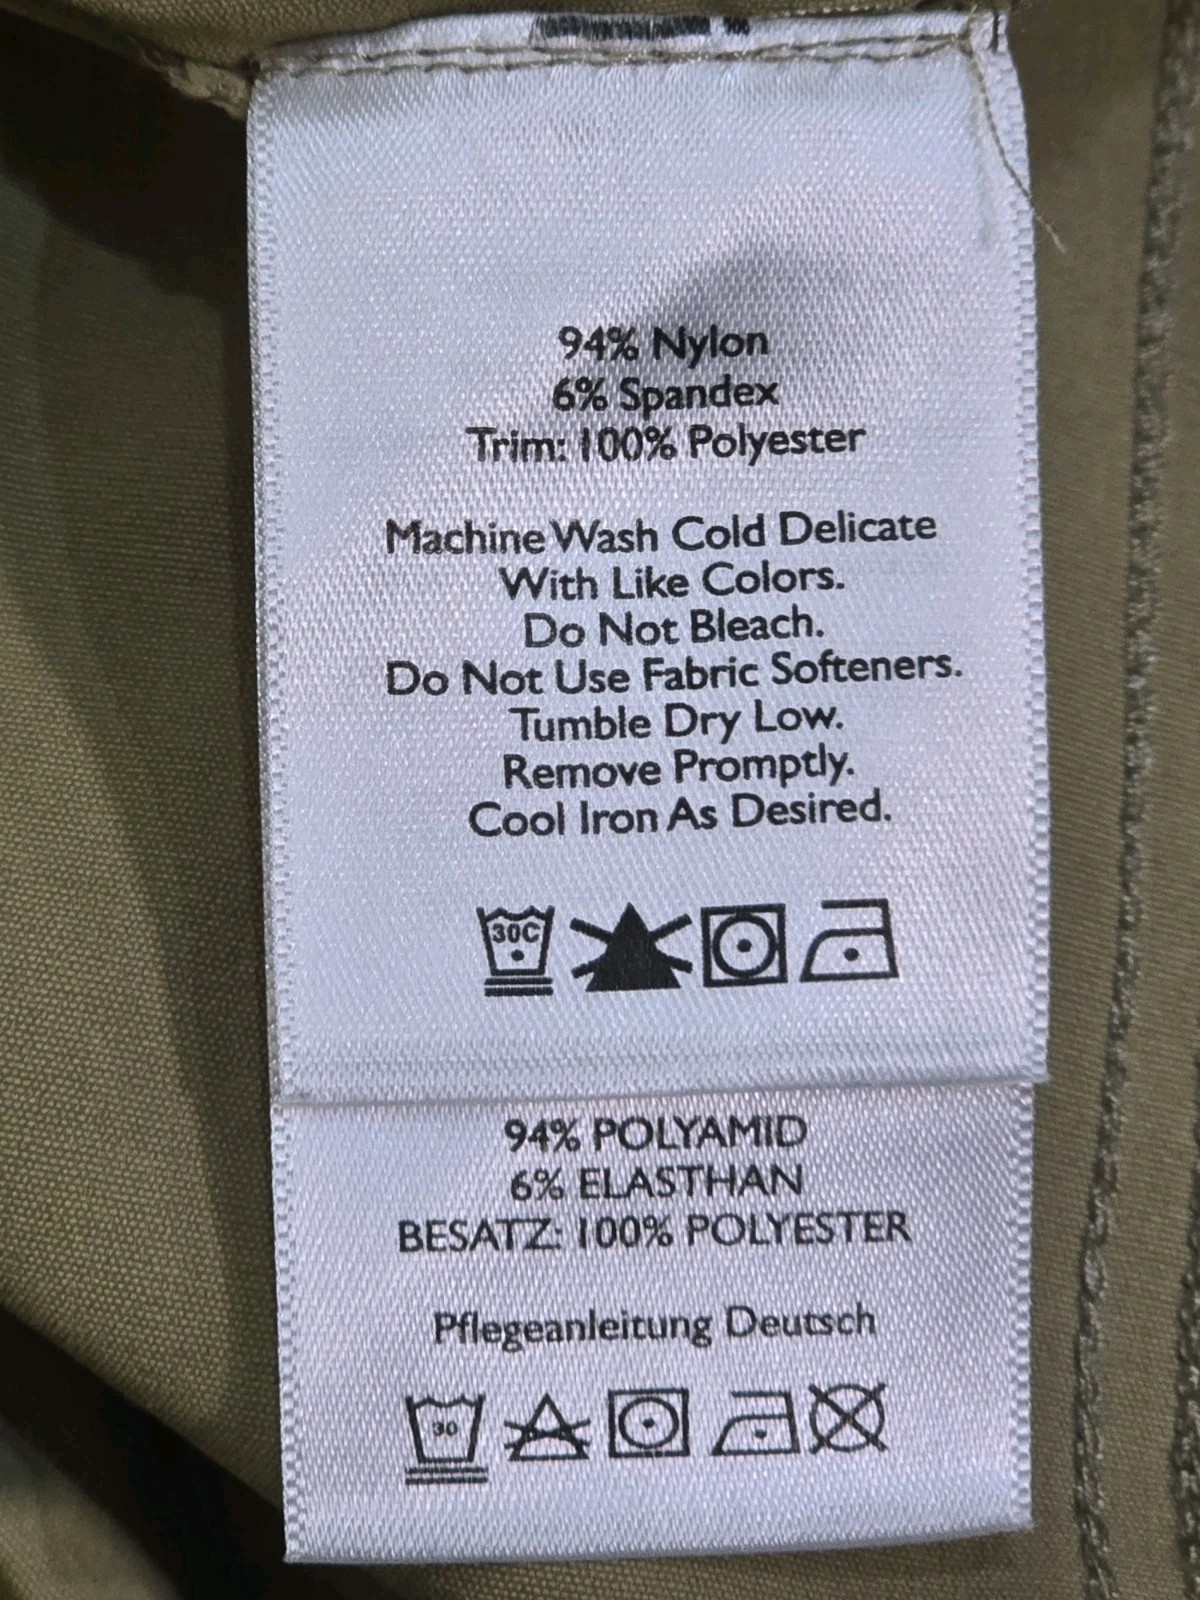 94% Nylon
6% Spandex
Trim: 100% Polyester
Machine Wash Cold Delicate
With Like Colors.
Do Not Bleach.
Do Not Use Fabric Softeners.
Tumble Dry Low.
Remove Promptly.
Cool Iron As Desired.
30C
94% POLYAMID
6% ELASTHAN
BESATZ: 100% POLYESTER
Pflegeanleitung Deutsch
30